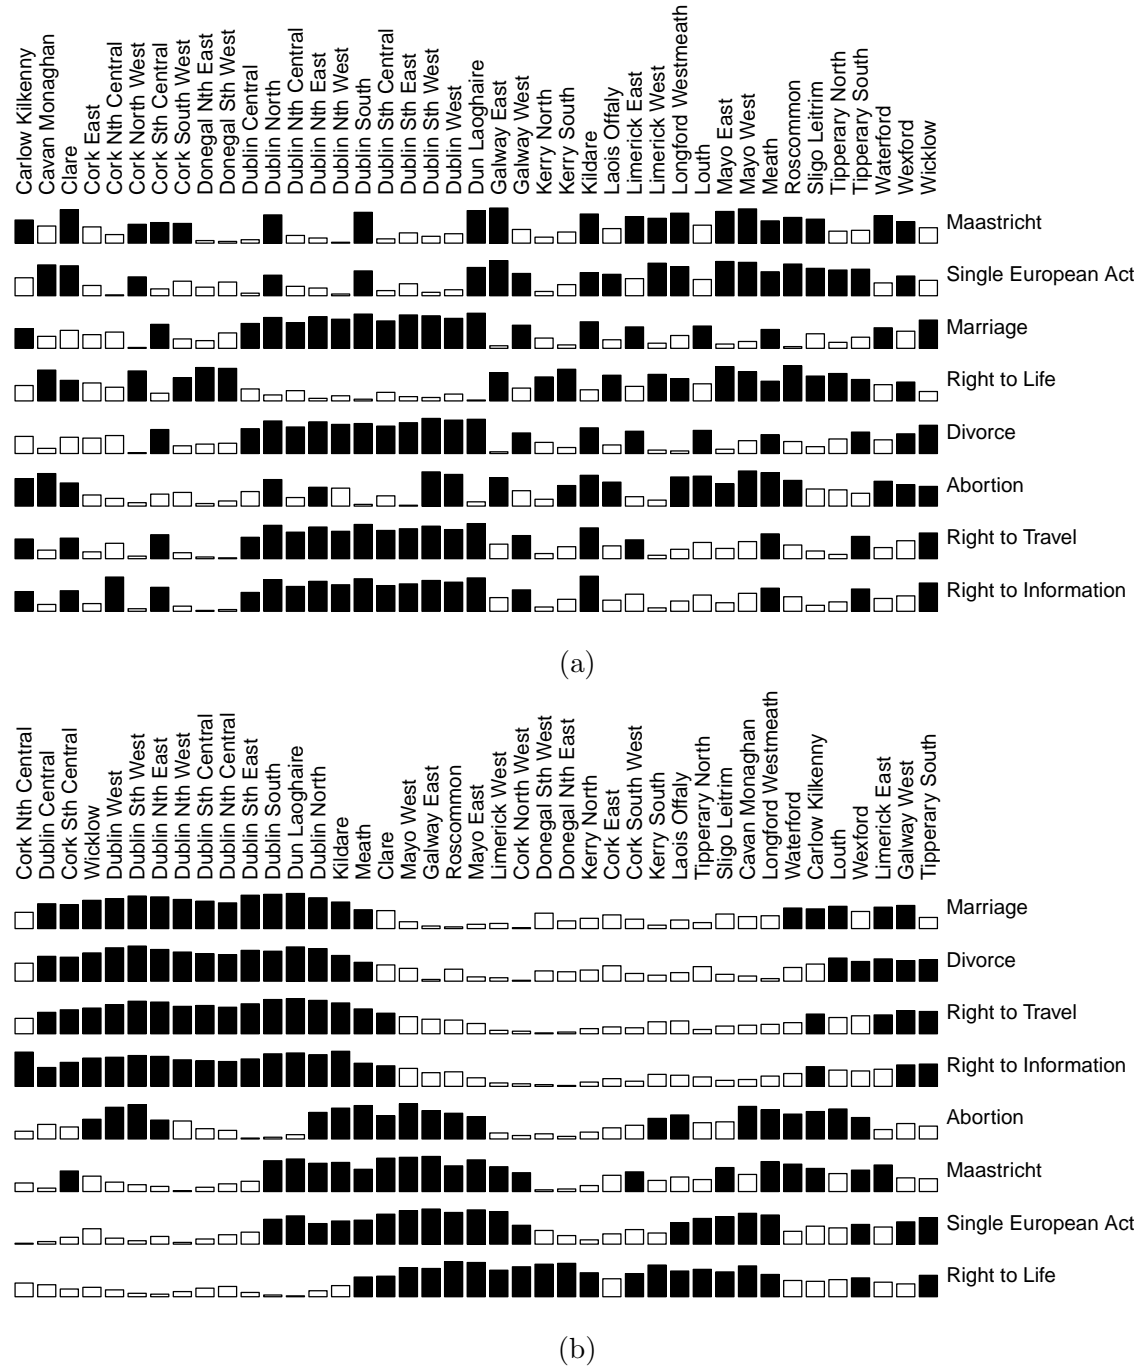 Carlow Kilkenny
Cavan Monaghan
Clare
Cork East
Cork Nth Central
Cork North West
Cork Sth Central
Cork South West
Donegal Nth East
Donegal Sth West
Dublin Central
Dublin North
Dublin Nth Central
Dublin Nth East
Dublin Nth West
Dublin South
Dublin Sth Central
Dublin Sth East
Dublin Sth West
Dublin West
Dun Laoghaire
Galway East
Galway West
Kerry North
Kerry South
Kildare
Laois Offaly
Limerick East
Limerick West
Longford Westmeath
Louth
Mayo East
Mayo West
Meath
Roscommon
Sligo Leitrim
Tipperary North
Tipperary South
Waterford
Wexford
Wicklow
Maastricht
Single European Act
Marriage
Right to Life
Divorce
Abortion
Right to Travel
Right to Information
(a)
Cork Nth Central
Dublin Central
Cork Sth Central
Wicklow
Dublin West
Dublin Sth West
Dublin Nth East
Dublin Nth West
Dublin Sth Central
Dublin Nth Central
Dublin Sth East
Dublin South
Dun Laoghaire
Dublin North
Kildare
Meath
Clare
Mayo West
Galway East
Roscommon
Mayo East
Limerick West
Cork North West
Donegal Sth West
Donegal Nth East
Kerry North
Cork East
Cork South West
Kerry South
Laois Offaly
Tipperary North
Sligo Leitrim
Cavan Monaghan
Longford Westmeath
Waterford
Carlow Kilkenny
Louth
Wexford
Limerick East
Galway West
Tipperary South
Marriage
Divorce
Right to Travel
Right to Information
Abortion
Maastricht
Single European Act
Right to Life
(b)